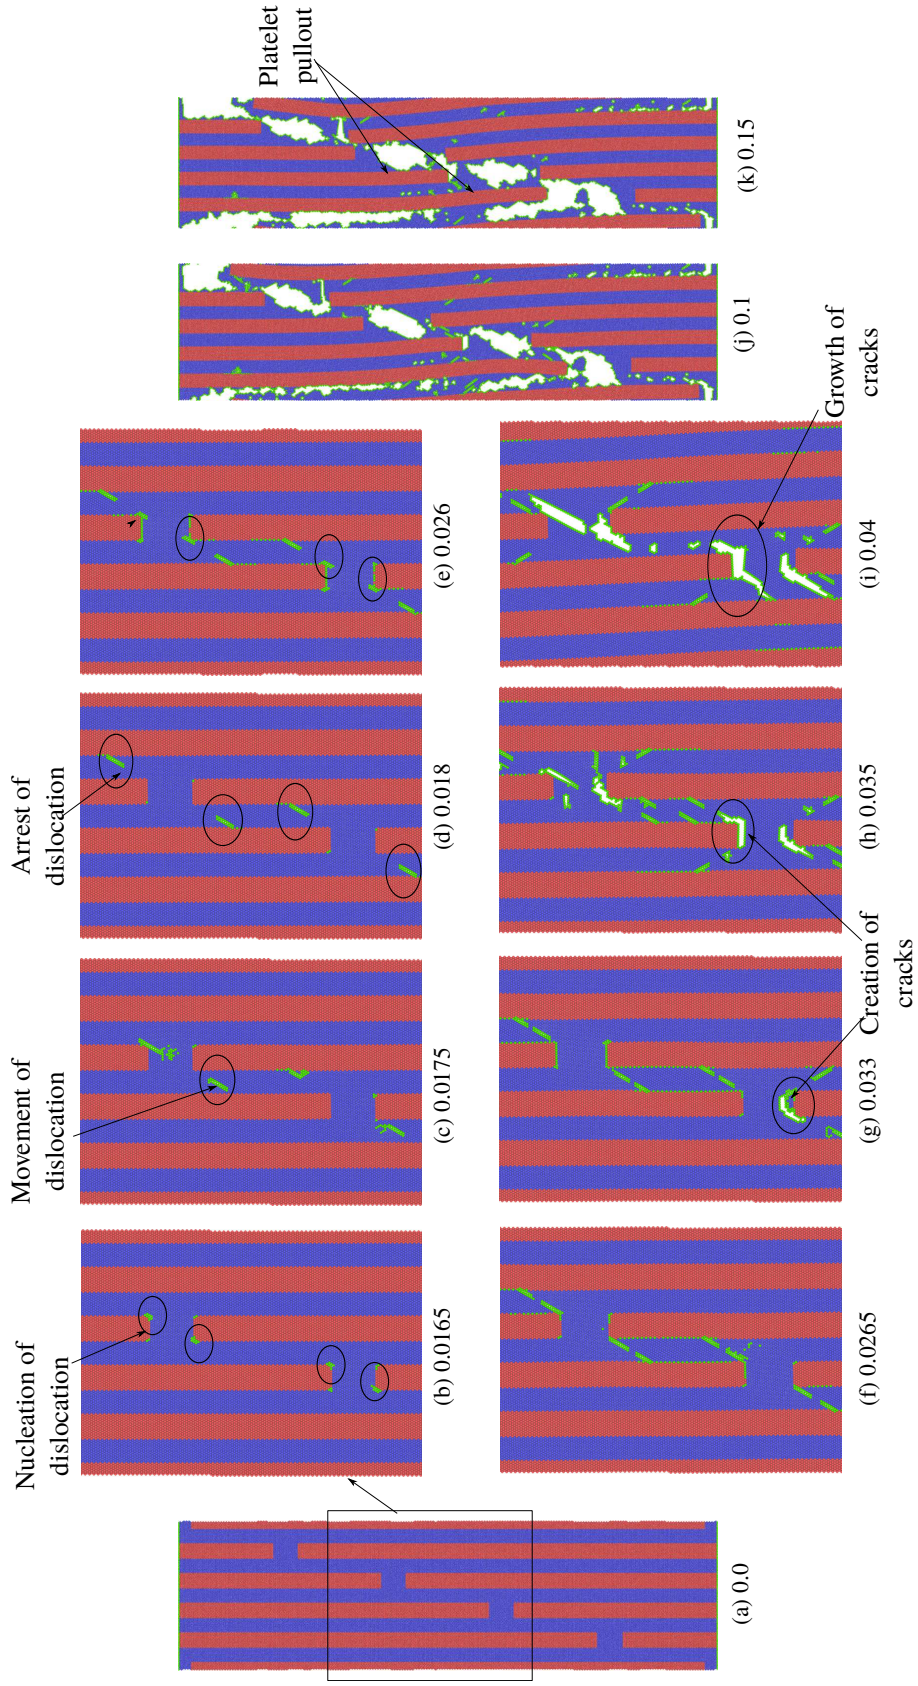 Nucleation of
dislocation
Movement of
dislocation
Arrest of
dislocation
Platelet
pullout
(a) 0.0
(b) 0.0165
(c) 0.0175
(d) 0.018
(e) 0.026
(f) 0.0265
(g) 0.033
(h) 0.035
(i) 0.04
(j) 0.1
(k) 0.15
Creation of
cracks
Growth of
cracks